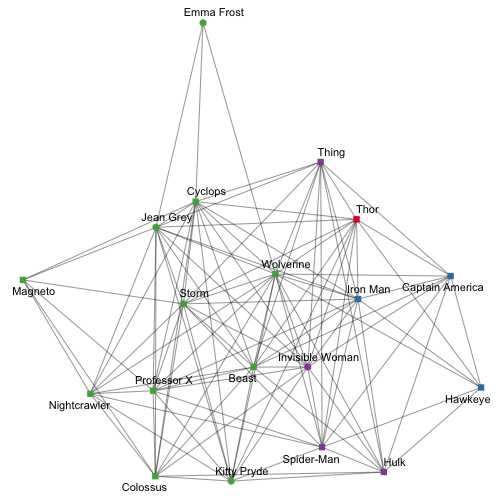 Emma Frost
Thing
Cyclops
Thor
Jean Grey
Wolverine
Magneto
Storm
Iron Man
Captain America
Invisible Woman
Professor X
Beast
Nightcrawler
Hawkeye
Spider-Man
Hulk
Kitty Pryde
Colossus